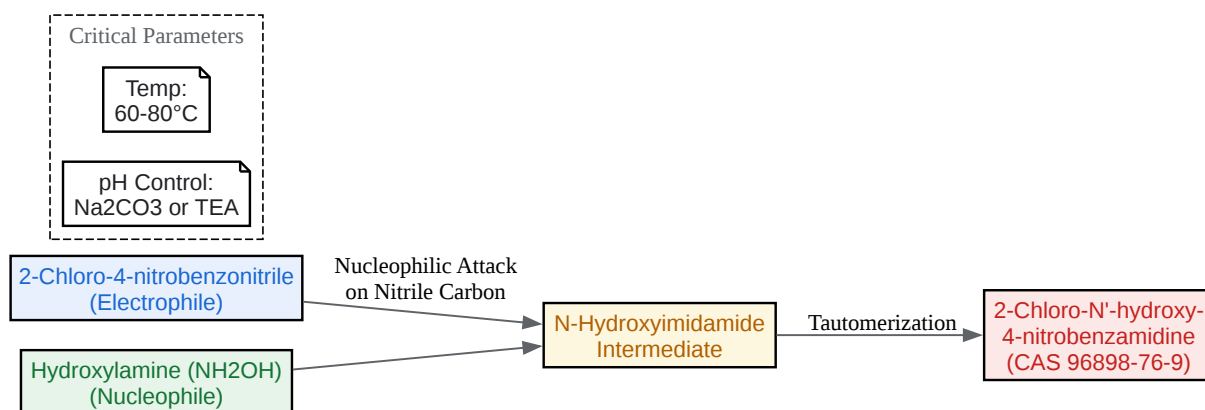 Critical Parameters
Temp:
60-80°C
pH Control:
Na2CO3 or TEA
2-Chloro-4-nitrobenzonitrile
(Electrophile)
Nucleophilic Attack
on Nitrile Carbon
Hydroxylamine (NH2OH)
(Nucleophile)
N-Hydroxyimidamide
Intermediate
Tautomerization
2-Chloro-N'-hydroxy-
4-nitrobenzamidine
(CAS 96898-76-9)